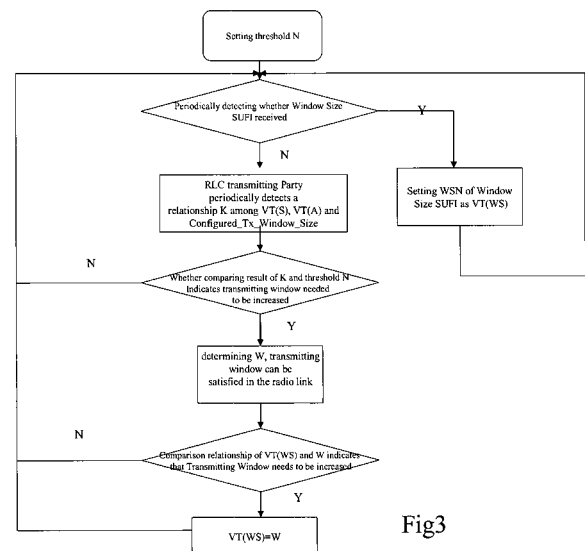 Setting threshold N
Periodically detecting whether Window Size
SUFI received
Y
N
RLC transmitting Party
periodically detects a
relationship K among VT(S), VT(A) and
Configured_Tx_Window_Size
Setting WSN of Window
Size SUFI as VT(WS)
N
Whether comparing result of K and threshold N
Indicates transmitting window needed
to be increased
Y
determining W, transmitting
window can be
satisfied in the radio link
N
Comparison relationship of VT(WS) and W indicates
that Transmitting Window needs to be increased
Y
VT(WS)=W
Fig3